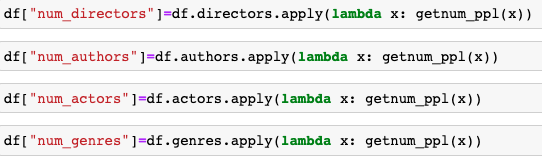 df["num_directors"]=df.directors.apply(lambda x: getnum_ppl(x))
df["num_authors"]=df.authors.apply(lambda x: getnum_ppl(x))
df["num_actors"]=df.actors.apply(lambda x: getnum_ppl(x))
df["num_genres"]=df.genres.apply(lambda x: getnum_ppl(x))